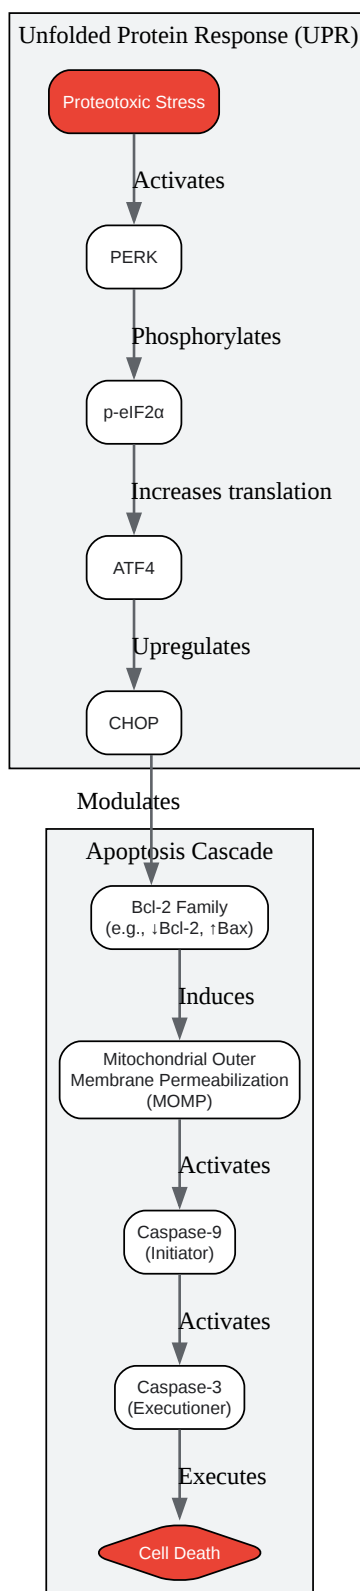 Unfolded Protein Response (UPR)
Proteotoxic Stress
Activates
PERK
Phosphorylates
p-eIF2α
Increases translation
ATF4
Upregulates
CHOP
Modulates
Apoptosis Cascade
Bcl-2 Family
(e.g., ↓Bcl-2, ↑Bax)
Induces
Mitochondrial Outer
Membrane Permeabilization
(MOMP)
Activates
Caspase-9
(Initiator)
Activates
Caspase-3
(Executioner)
Executes
Cell Death